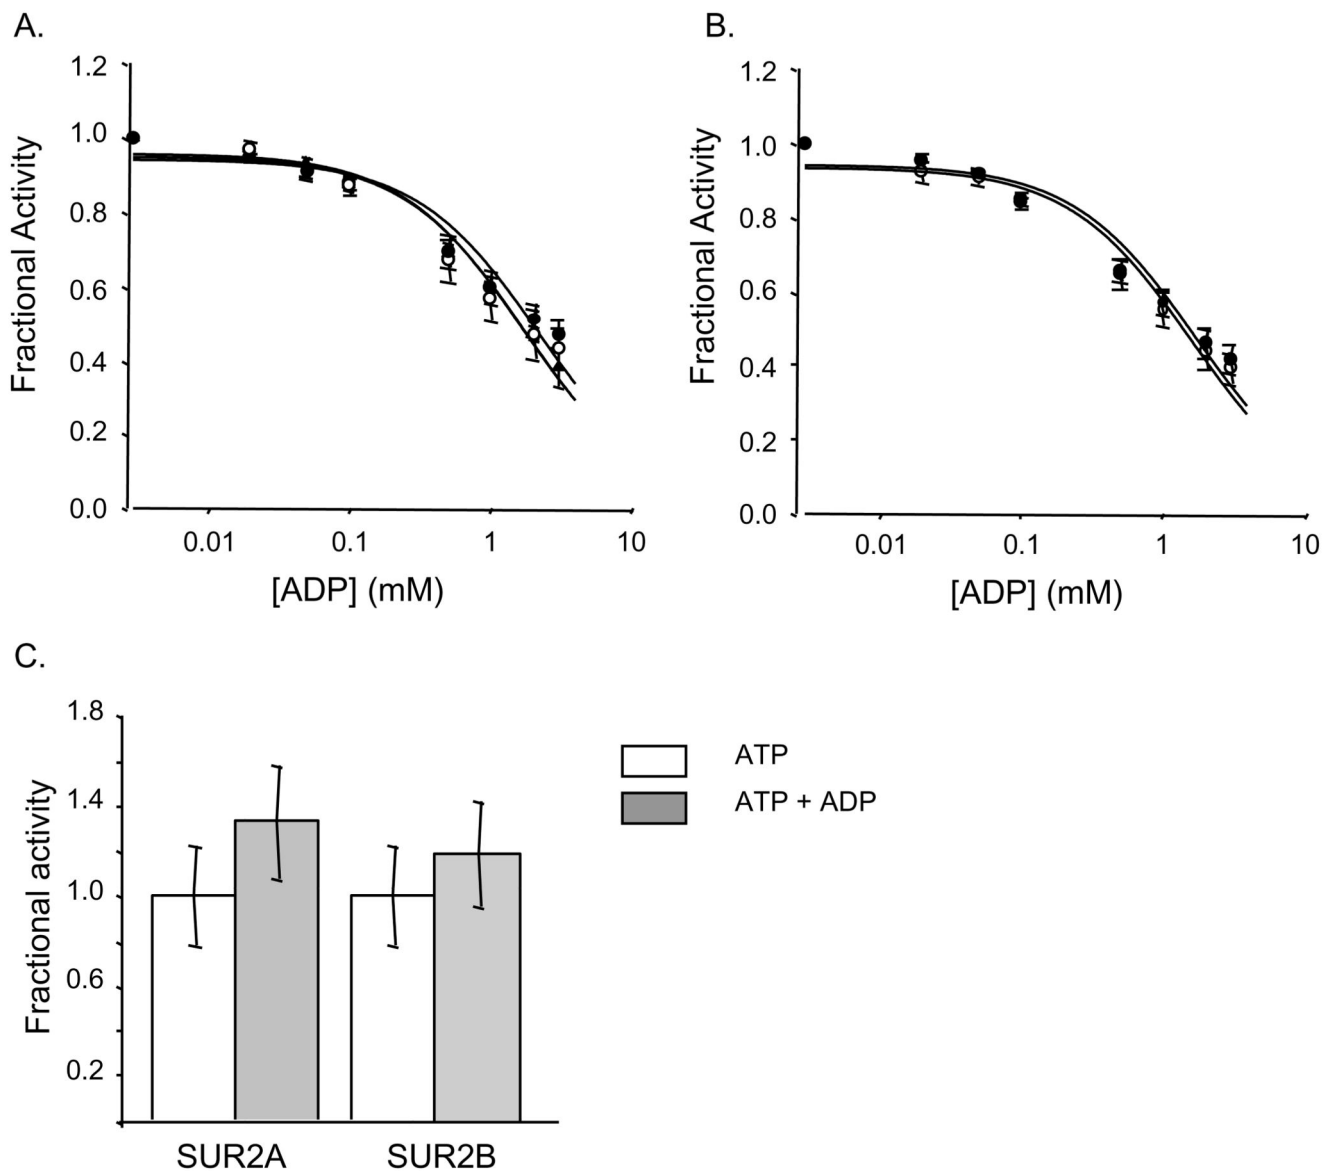 A.
Fractional Activity
1.2
1.0
0.8
0.6
0.4
0.2
0.0
0.01 0.1 1 10
[ADP] (mM)
B.
Fractional Activity
1.2
1.0
0.8
0.6
0.4
0.2
0.0
0.01 0.1 1 10
[ADP] (mM)
C.
Fractional activity
1.8
1.4
1.0
0.6
0.2
SUR2A SUR2B
ATP
ATP + ADP